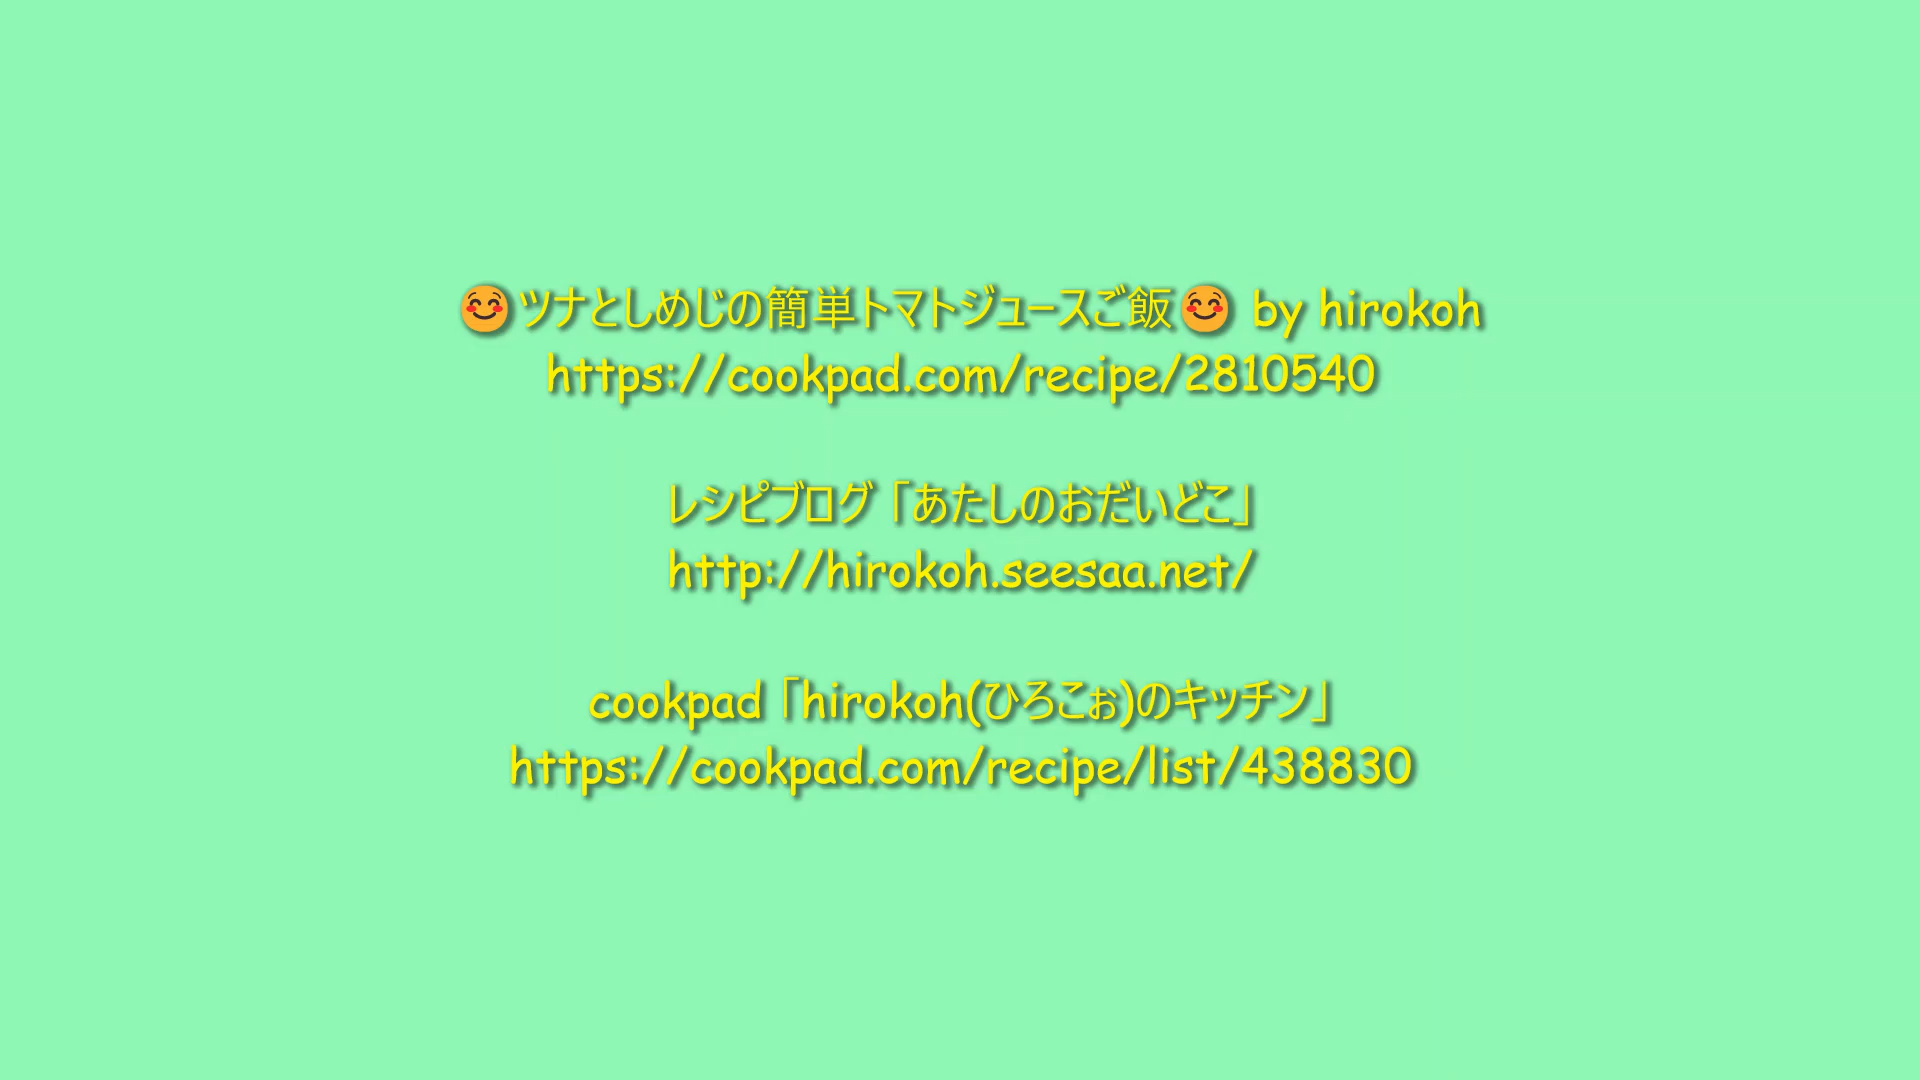 😊ツナとしめじの簡単トマトジュースご飯😊 by hirokoh
https://cookpad.com/recipe/2810540
レシピブログ「あたしのおだいどこ」
http://hirokoh.seesaa.net/
cookpad「hirokoh(ひろこぉ)のキッチン」
https://cookpad.com/recipe/list/438830